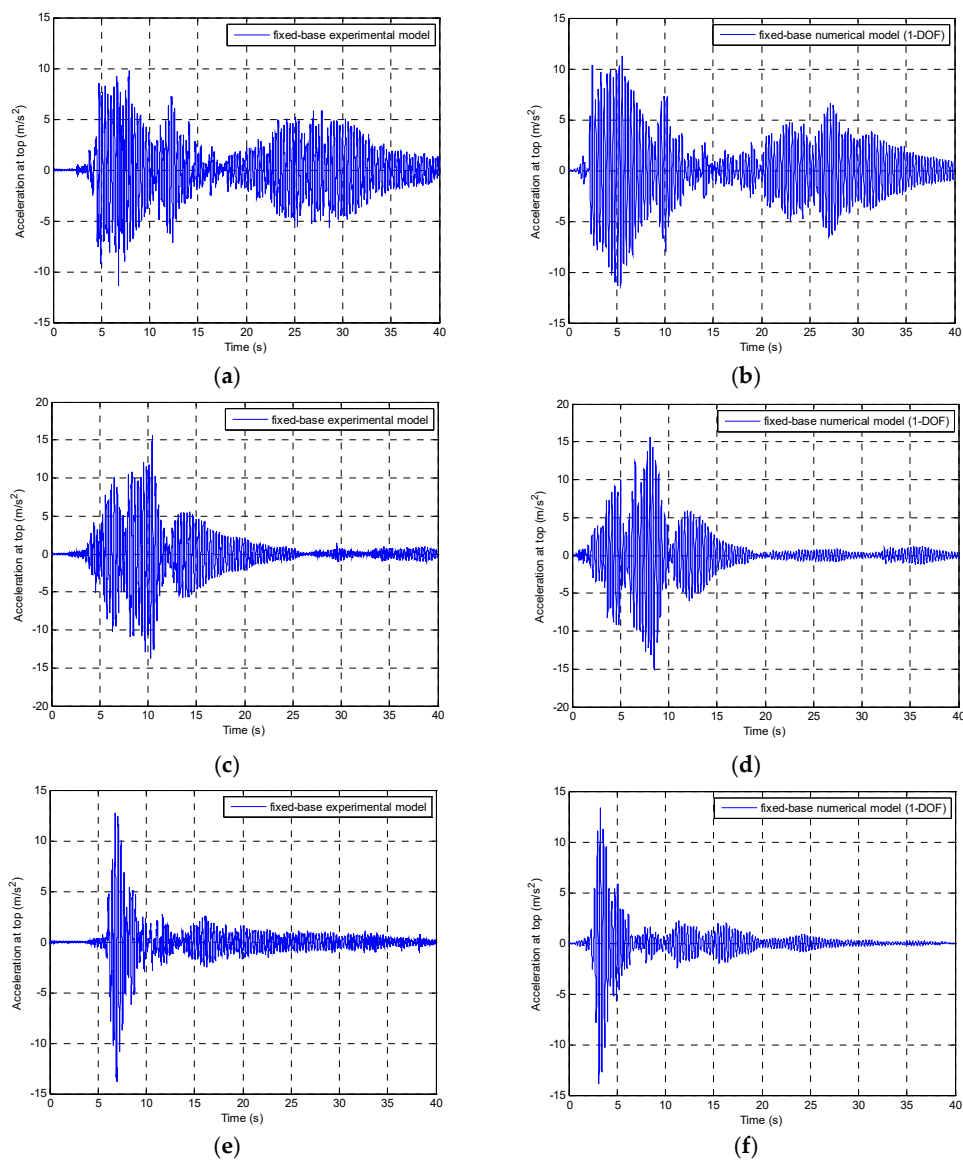 fixed-base experimental model
15
10
5
0
-5
-10
-15
Acceleration at top (m/s²)
0 5 10 15 20 25 30 35 40
Time (s)
(a)
fixed-base numerical model (1-DOF)
15
10
5
0
-5
-10
-15
Acceleration at top (m/s²)
0 5 10 15 20 25 30 35 40
Time (s)
(b)
fixed-base experimental model
20
15
10
5
0
-5
-10
-15
-20
Acceleration at top (m/s²)
0 5 10 15 20 25 30 35 40
Time (s)
(c)
fixed-base numerical model (1-DOF)
20
15
10
5
0
-5
-10
-15
-20
Acceleration at top (m/s²)
0 5 10 15 20 25 30 35 40
Time (s)
(d)
fixed-base experimental model
15
10
5
0
-5
-10
-15
Acceleration at top (m/s²)
0 5 10 15 20 25 30 35 40
Time (s)
(e)
fixed-base numerical model (1-DOF)
15
10
5
0
-5
-10
-15
Acceleration at top (m/s²)
0 5 10 15 20 25 30 35 40
Time (s)
(f)